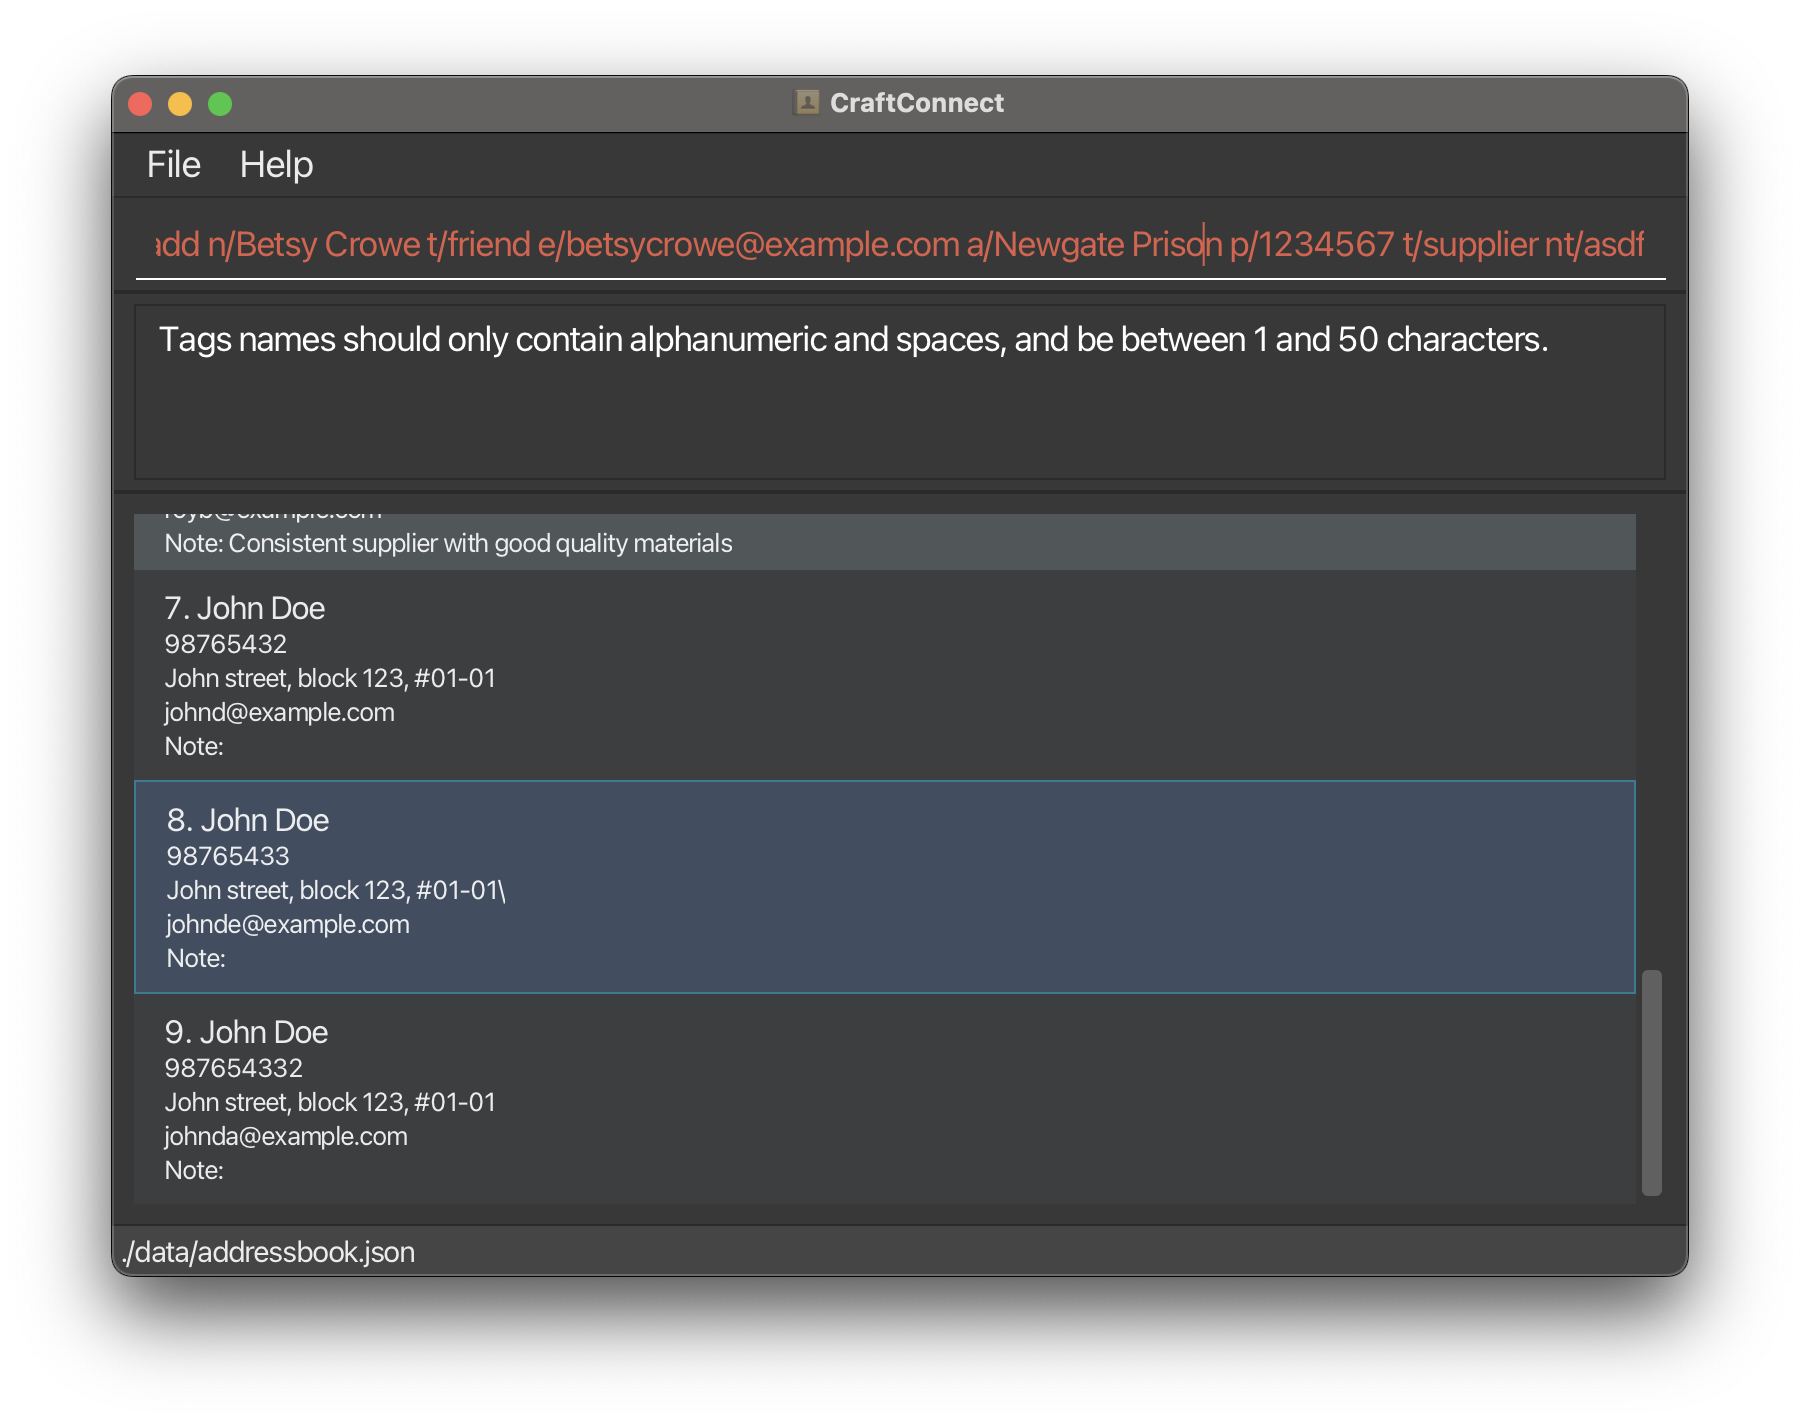 CraftConnect
File Help
add n/Betsy Crowe t/friend e/betsycrowe@example.com a/Newgate Prison p/1234567 t/supplier nt/asdf
Tags names should only contain alphanumeric and spaces, and be between 1 and 50 characters.
royb@example.com
Note: Consistent supplier with good quality materials
7. John Doe
98765432
John street, block 123, #01-01
johnd@example.com
Note:
8. John Doe
98765433
John street, block 123, #01-01\
johnde@example.com
Note:
9. John Doe
987654332
John street, block 123, #01-01
johnda@example.com
Note:
./data/addressbook.json